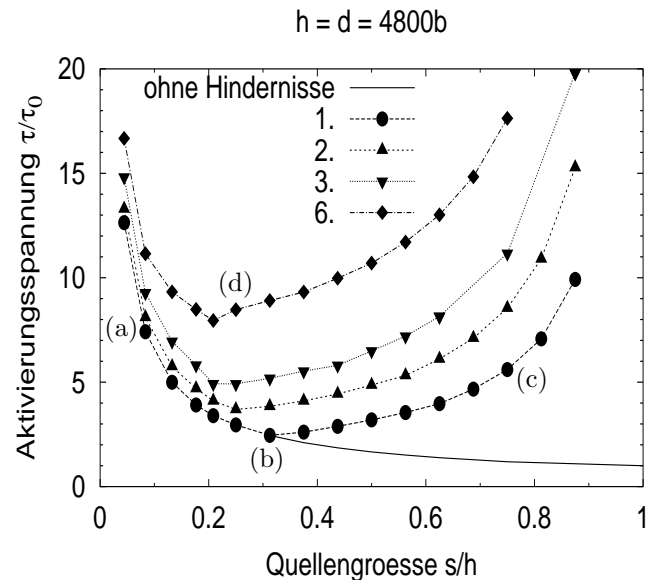 h = d = 4800b
Aktivierungsspannung τ/τ0
20
15
10
5
0
ohne Hindernisse
1.
2.
3.
6.
(a)
(b)
(c)
(d)
0
0.2
0.4
0.6
0.8
1
Quellengroesse s/h